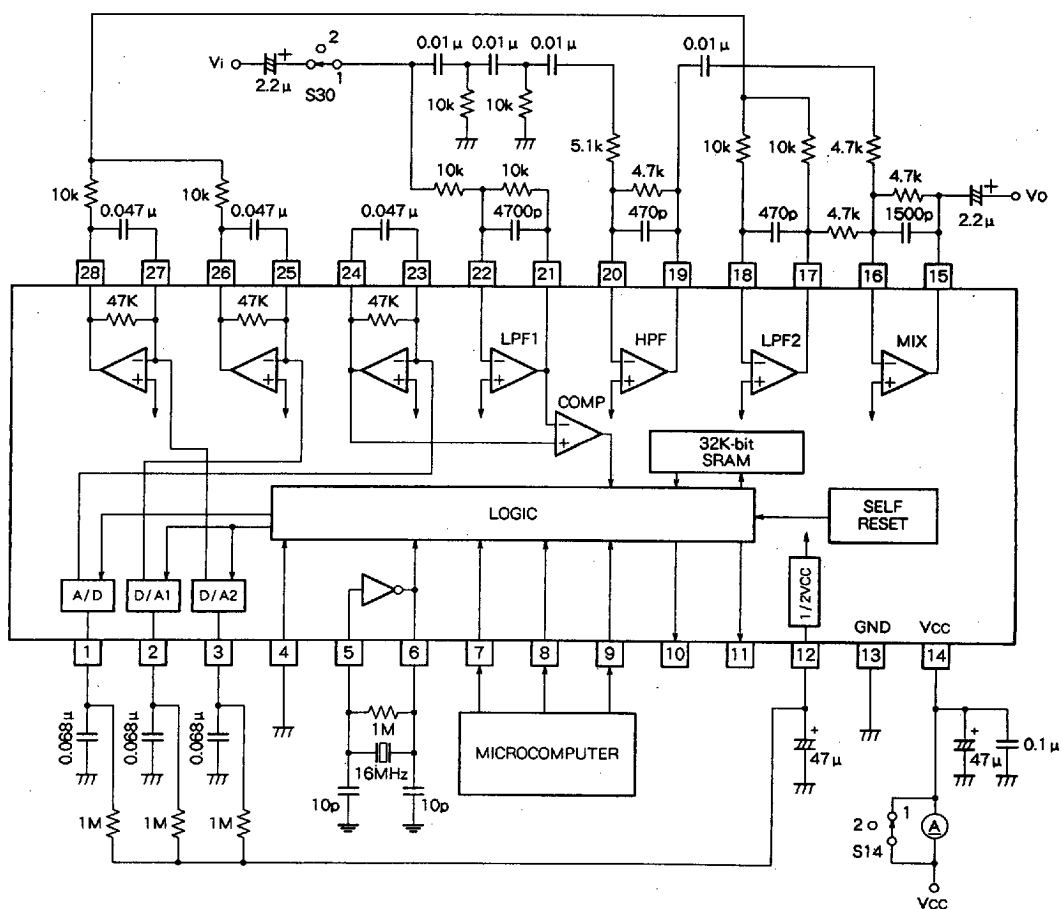 0.01μ 0.01μ 0.01μ 0.01μ
Vi + 2 1
2.2μ S30
10k 10k
5.1k 10k 10k 4.7k
10k 10k 10k 10k 4.7k 4.7k + Vo
0.047μ 0.047μ 0.047μ 4700p 470p 470p 4.7k 1500p 2.2μ
28 27 26 25 24 23 22 21 20 19 18 17 16 15
47K 47K 47K
LPF1 HPF LPF2 MIX
− + − + − + − + − + − + − +
COMP
− +
32K-bit
SRAM
LOGIC
SELF
RESET
A/D D/A1 D/A2
1/2VCC
GND VCC
1 2 3 4 5 6 7 8 9 10 11 12 13 14
0.068μ 0.068μ 0.068μ
1M
16MHz
10p 10p
MICROCOMPUTER
+ 47μ
+ 47μ 0.1μ
1M 1M 1M
1
2 A
S14
VCC